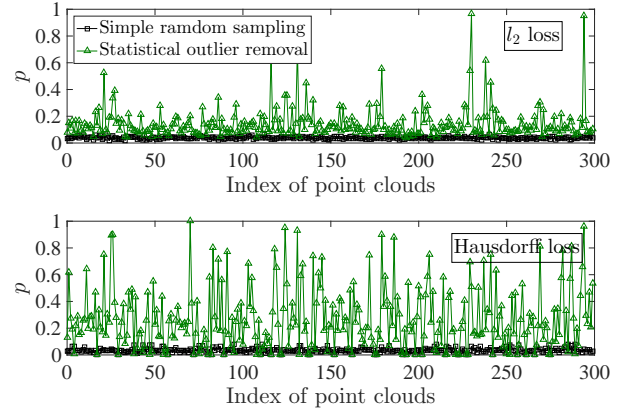 Simple ramdom sampling
Statistical outlier removal
l₂ loss
p
1
0.8
0.6
0.4
0.2
0
0 50 100 150 200 250 300
Index of point clouds
Hausdorff loss
p
1
0.8
0.6
0.4
0.2
0
0 50 100 150 200 250 300
Index of point clouds